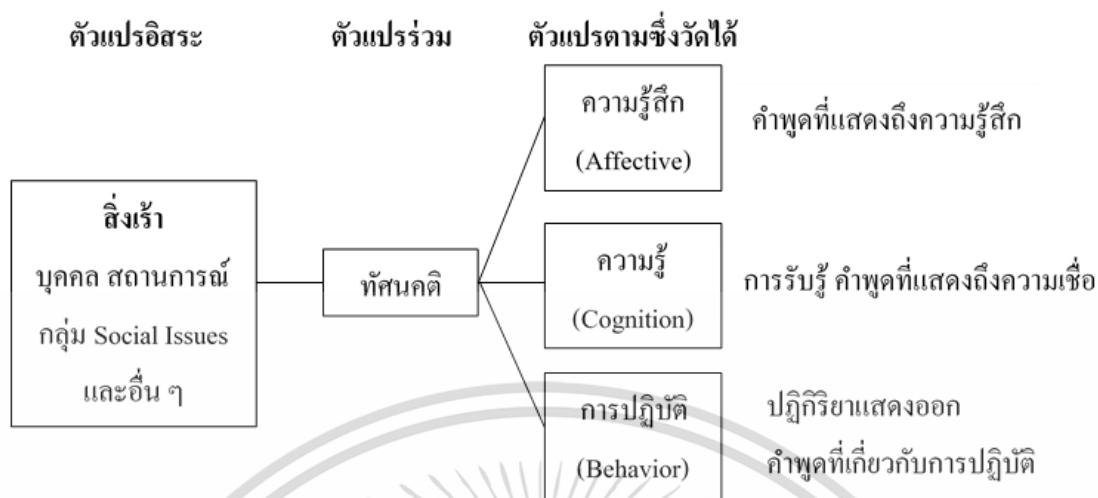 ตัวแปรอิสระ
ตัวแปรร่วม
ตัวแปรตามซึ่งวัดได้
สิ่งเร้า
บุคคล สถานการณ์
กลุ่ม Social Issues
และอื่น ๆ
ทัศนคติ
ความรู้สึก
(Affective)
คำพูดที่แสดงถึงความรู้สึก
ความรู้
(Cognition)
การรับรู้ คำพูดที่แสดงถึงความเชื่อ
การปฏิบัติ
(Behavior)
ปฏิกิริยาแสดงออก
คำพูดที่เกี่ยวกับการปฏิบัติ